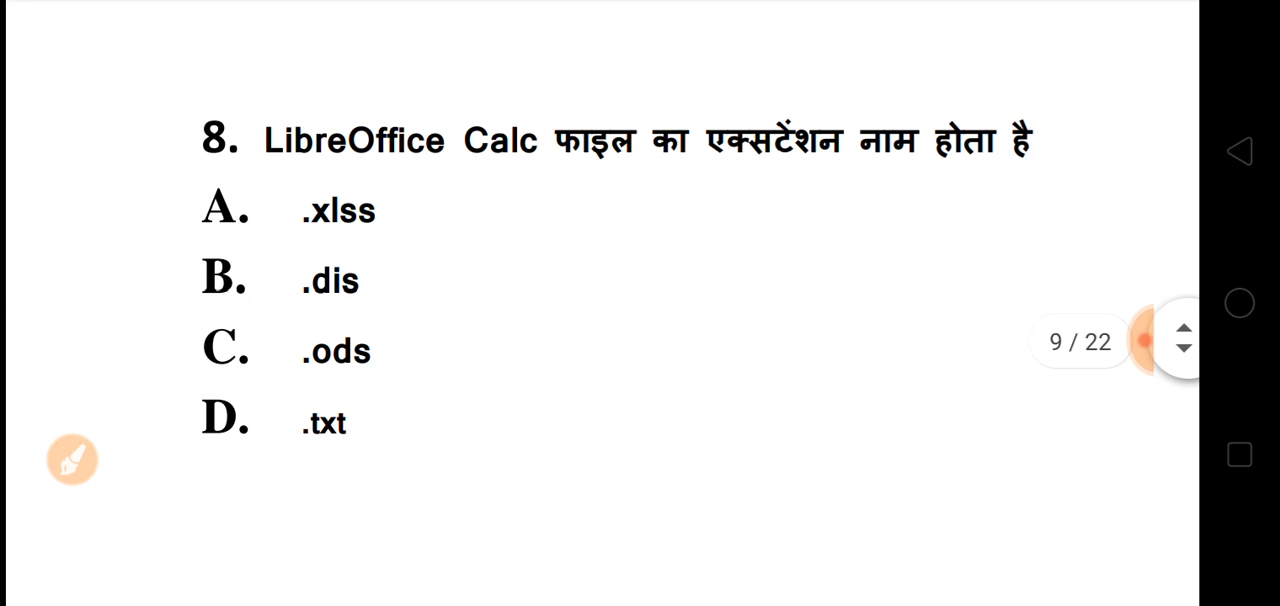 8. LibreOffice Calc फाइल का एक्सटेंशन नाम होता है
A. .xlss
B. .dis
C. .ods
9 / 22
D. .txt